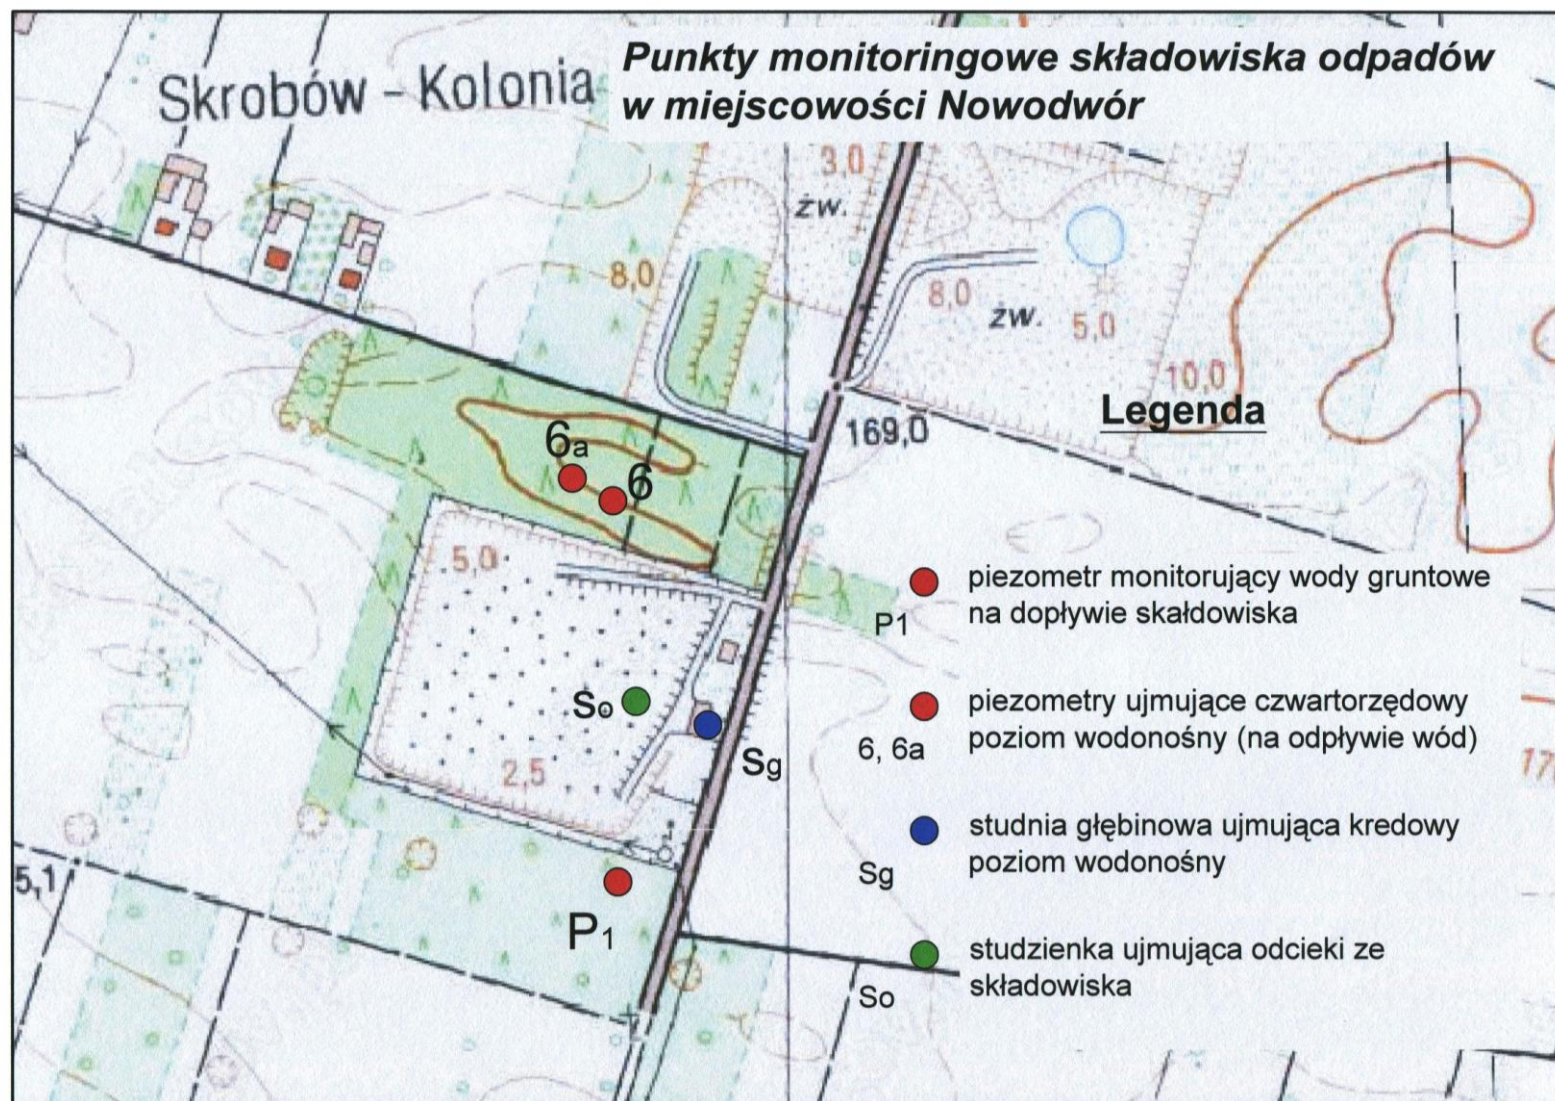 Punkty monitoringowe składowiska odpadów
w miejscowości Nowodwór
Skrobów - Kolonia
3,0
żw.
8,0
8,0
żw.
5,0
10,0
Legenda
169,0
6a
6
5,0
piezometr monitorujący wody gruntowe
na dopływie skałdowiska
P1
So
Sg
2,5
piezometry ujmujące czwartorzędowy
poziom wodonośny (na odpływie wód)
6, 6a
17
studnia głębinowa ujmująca kredowy
poziom wodonośny
Sg
5,1
P1
studzienka ujmująca odcieki ze
składowiska
So